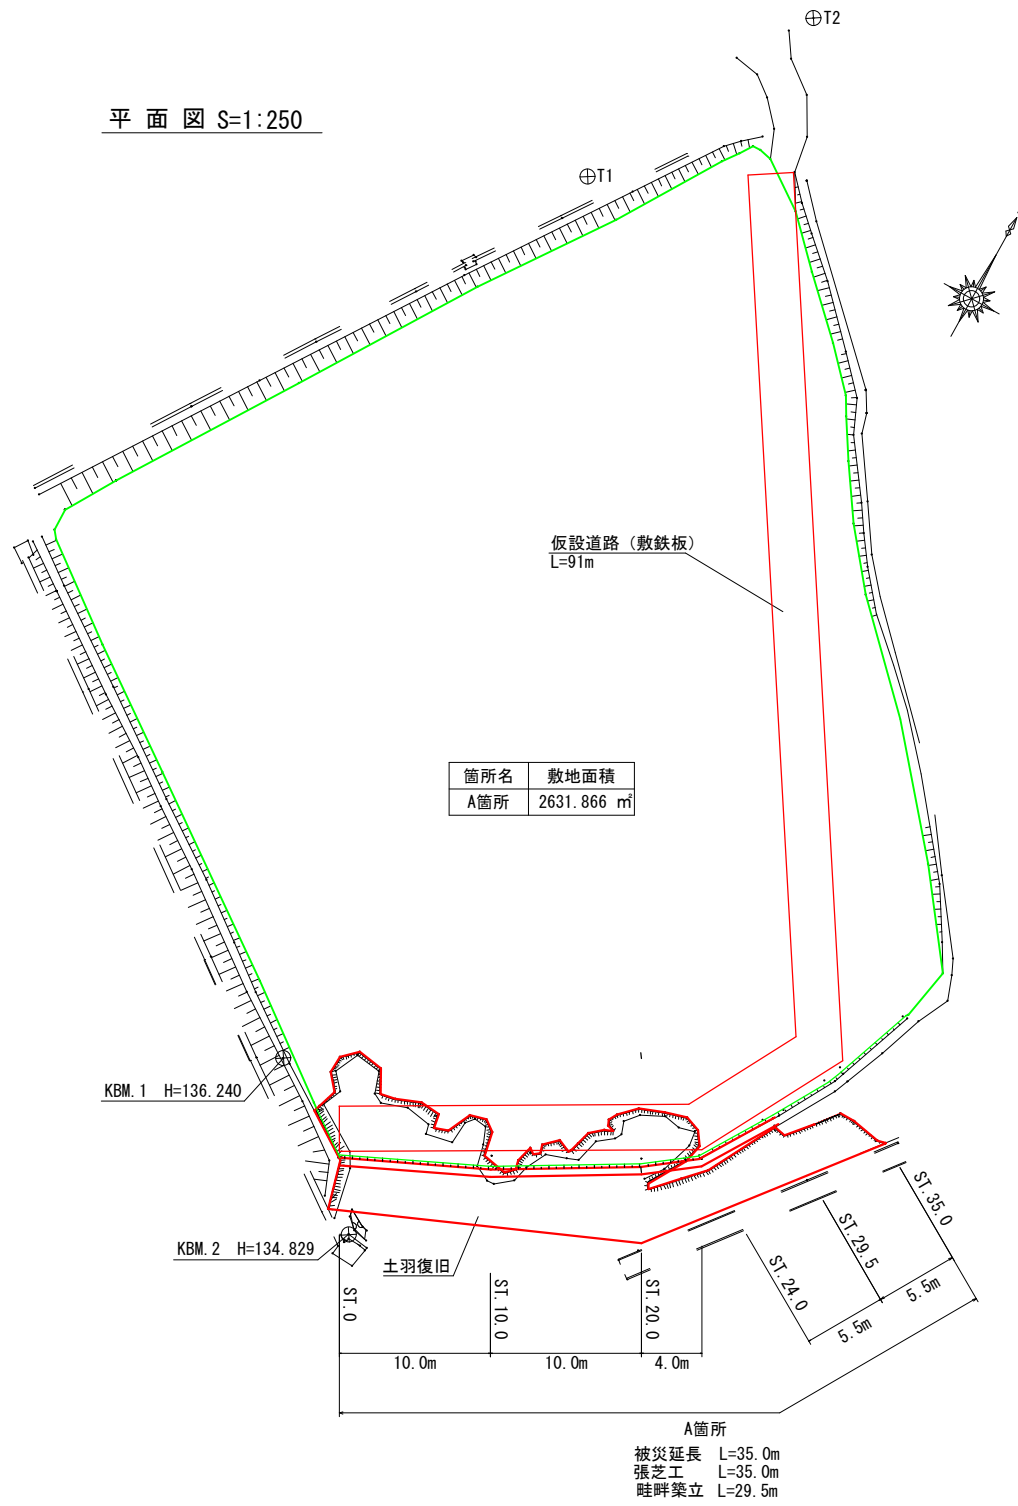 T2
平 面 図 S=1:250
T1
仮設道路（敷鉄板）
L=91m
箇所名 敷地面積
A箇所 2631.866 ㎡
KBM.1 H=136.240
KBM.2 H=134.829
土羽復旧
ST.0
ST.10.0
ST.20.0
ST.24.0
ST.29.5
ST.35.0
10.0m
10.0m
4.0m
5.5m
5.5m
A箇所
被災延長 L=35.0m
張芝工 L=35.0m
畦畔築立 L=29.5m